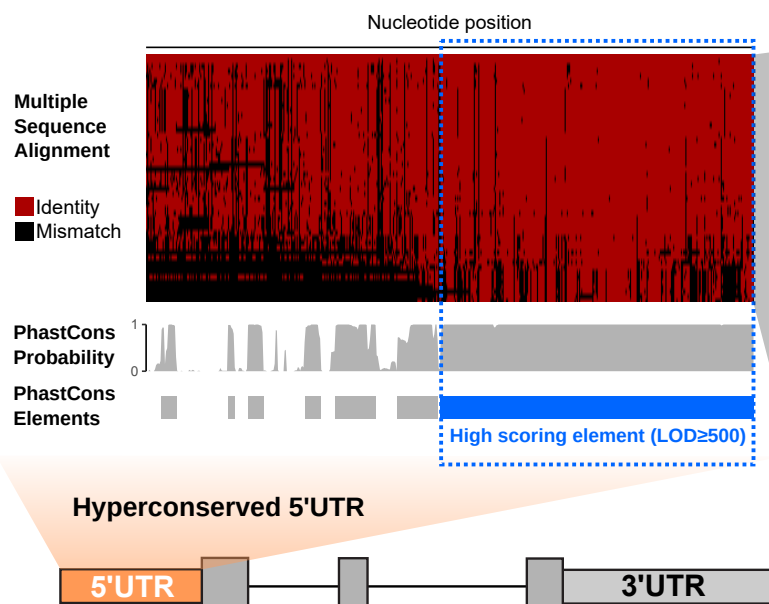 Nucleotide position
Multiple
Sequence
Alignment
Identity
Mismatch
PhastCons
Probability
1
0
PhastCons
Elements
High scoring element (LOD≥500)
Hyperconserved 5'UTR
5'UTR
3'UTR